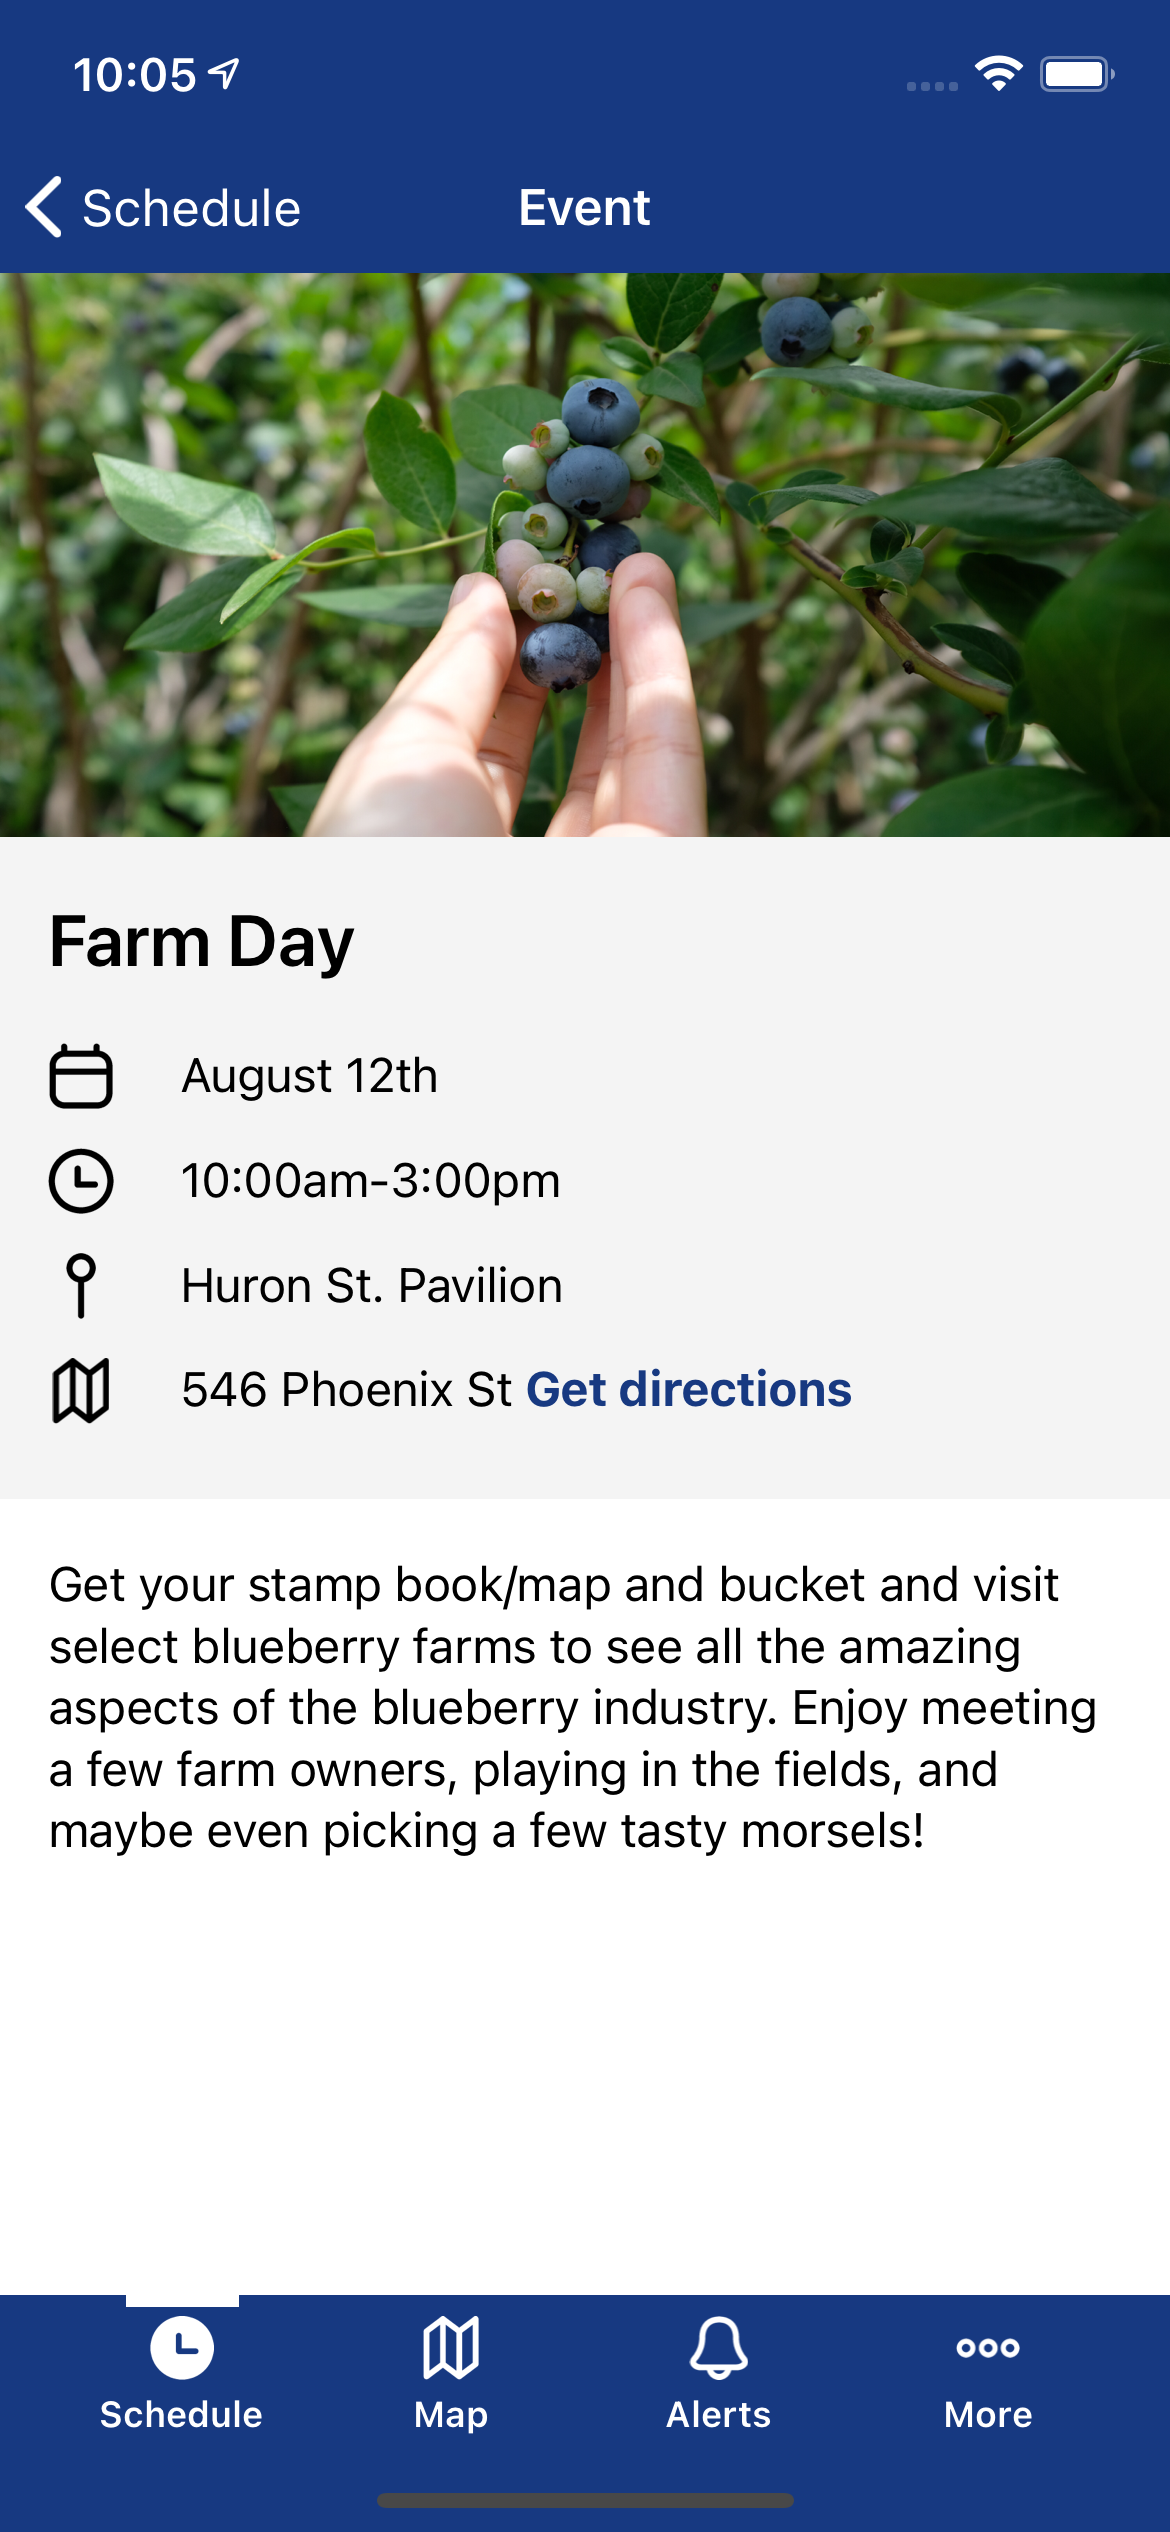 10:05
Schedule
Event
Farm Day
August 12th
10:00am-3:00pm
Huron St. Pavilion
546 Phoenix St Get directions
Get your stamp book/map and bucket and visit
select blueberry farms to see all the amazing
aspects of the blueberry industry. Enjoy meeting
a few farm owners, playing in the fields, and
maybe even picking a few tasty morsels!
Schedule
Map
Alerts
More